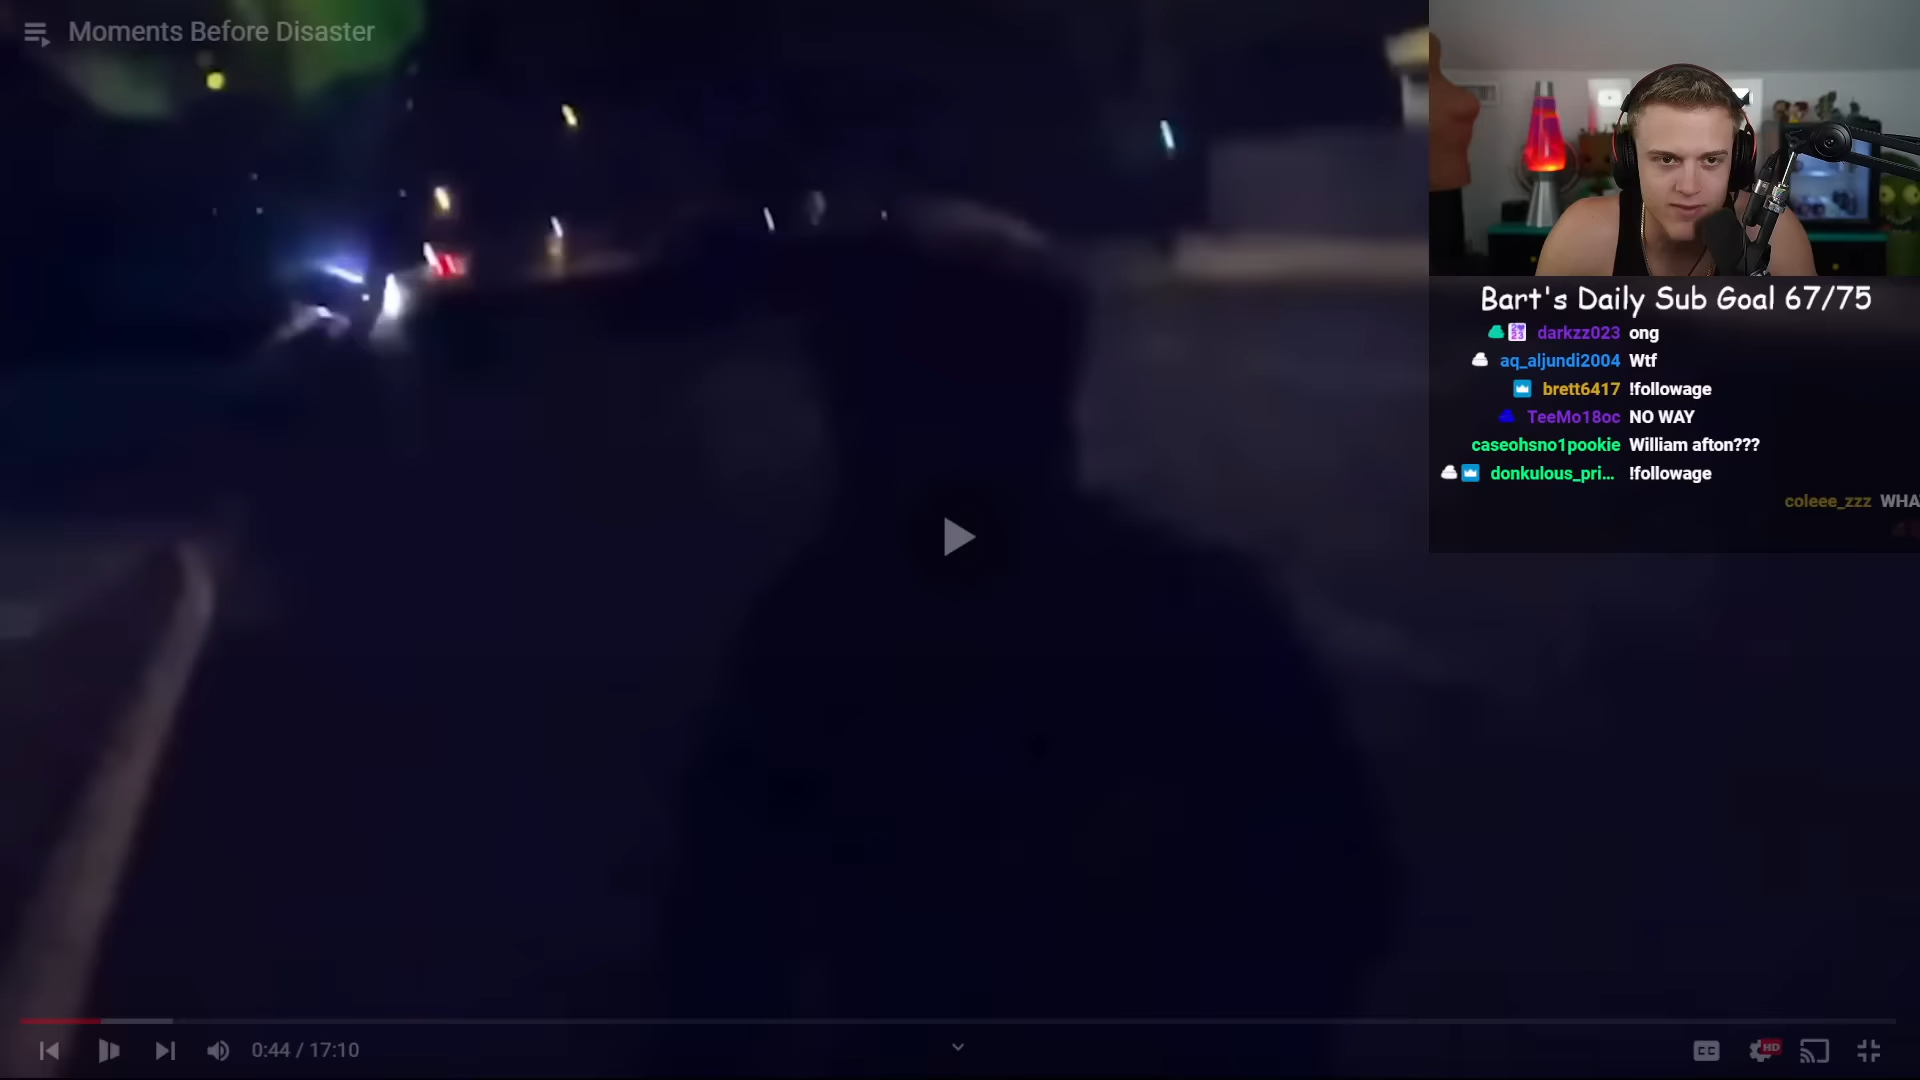 Moments Before Disaster
Bart's Daily Sub Goal 67/75
darkzz023 ong
aq_aljundi2004 Wtf
brett6417 !followage
TeeMo18oc NO WAY
caseohsno1pookie William afton???
donkulous_pri... !followage
coleee_zzz WHA
0:44 / 17:10
CC
HD